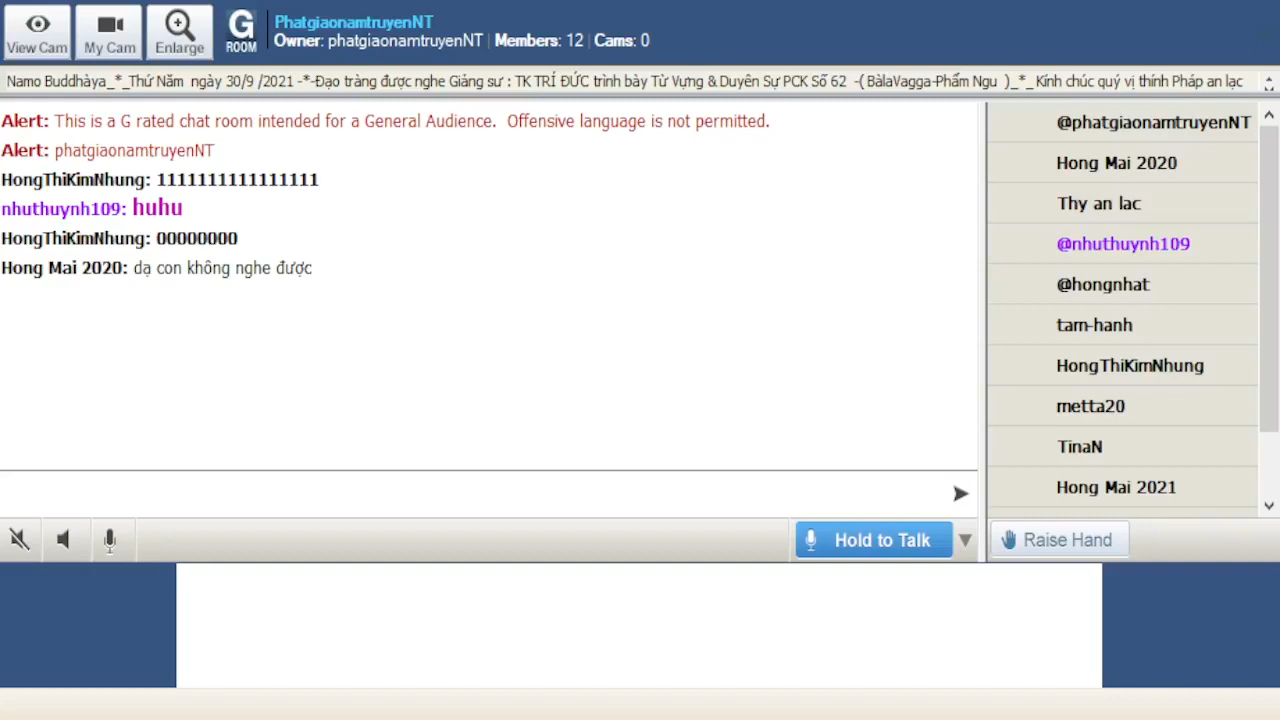 PhatgiaonamtruyenNT
Owner: phatgiaonamtruyenNT | Members: 12 | Cams: 0
View Cam
My Cam
Enlarge
G
ROOM
Namo Buddhàya_*_Thứ Năm ngày 30/9 /2021 -*-Đạo tràng được nghe Giảng sư : TK TRÍ ĐỨC trình bày Từ Vựng & Duyên Sự PCK Số 62 -( BàlaVagga-Phẩm Ngu )_*_ Kính chúc quý vị thính Pháp an lạc
Alert: This is a G rated chat room intended for a General Audience. Offensive language is not permitted.
Alert: phatgiaonamtruyenNT
HongThiKimNhung: 1111111111111111
nhuthuynh109: huhu
HongThiKimNhung: 00000000
Hong Mai 2020: dạ con không nghe được
@phatgiaonamtruyenNT
Hong Mai 2020
Thy an lac
@nhuthuynh109
@hongnhat
tam-hanh
HongThiKimNhung
metta20
TinaN
Hong Mai 2021
Hold to Talk
Raise Hand